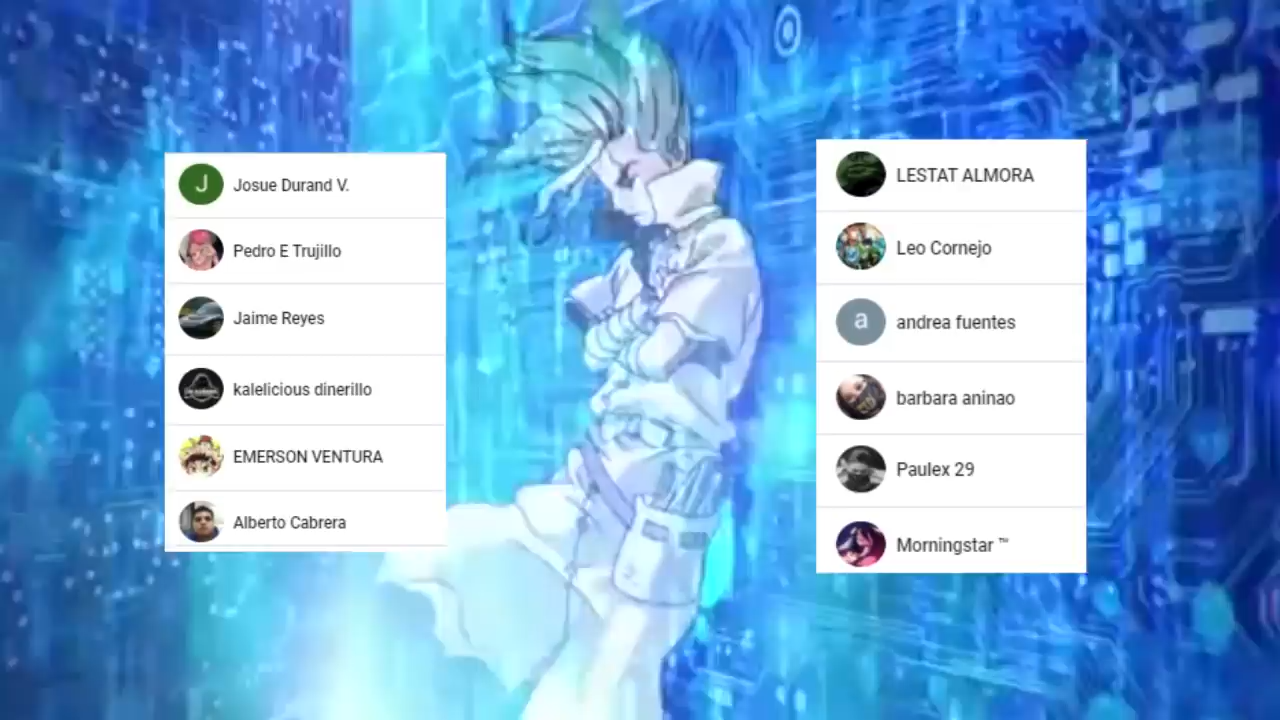 J
Josue Durand V.
Pedro E Trujillo
Jaime Reyes
kalelicious dinerillo
EMERSON VENTURA
Alberto Cabrera
LESTAT ALMORA
Leo Cornejo
a
andrea fuentes
barbara aninao
Paulex 29
Morningstar ™